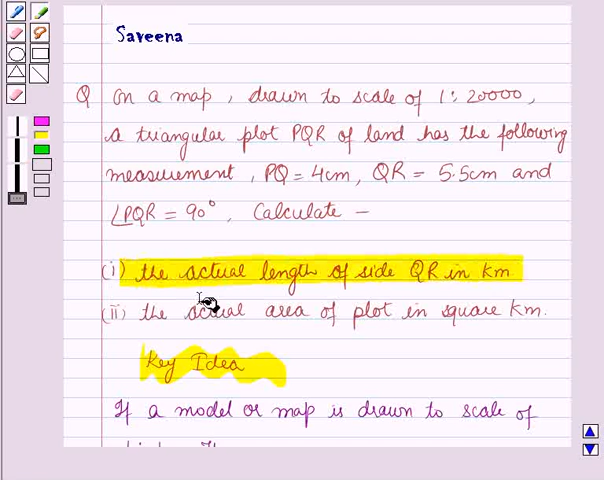 Saveena
Q On a map, drawn to scale of 1:20000,
a triangular plot PQR of land has the following
measurement, PQ = 4cm, QR = 5.5cm and
∠PQR = 90°. Calculate –
(i) the actual length of side QR in km
(ii) the actual area of plot in square km.
Key Idea
If a model or map is drawn to scale of